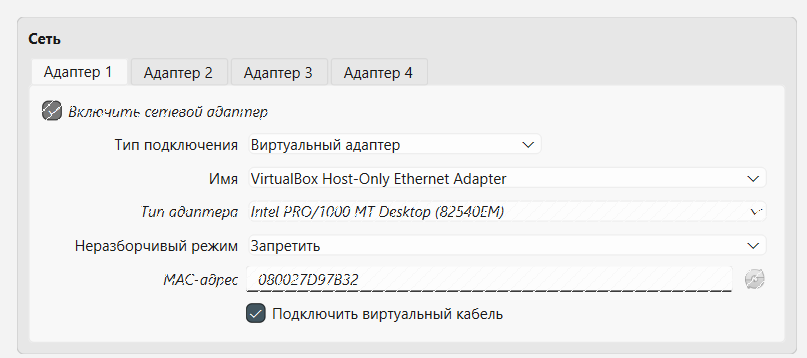 Сеть
Адаптер 1 Адаптер 2 Адаптер 3 Адаптер 4
Включить сетевой адаптер
Тип подключения Виртуальный адаптер
Имя VirtualBox Host-Only Ethernet Adapter
Тип адаптера Intel PRO/1000 MT Desktop (82540EM)
Неразборчивый режим Запретить
MAC-адрес 080027D97B32
Подключить виртуальный кабель